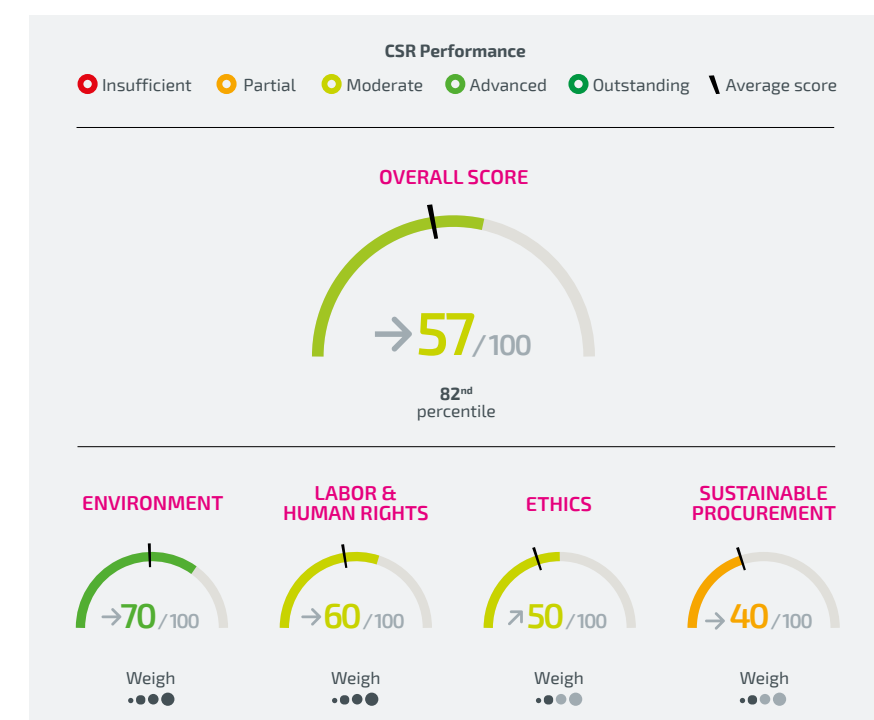 CSR Performance
Insufficient Partial Moderate Advanced Outstanding Average score
OVERALL SCORE
57/100
82nd
percentile
ENVIRONMENT
70/100
Weigh
LABOR &
HUMAN RIGHTS
60/100
Weigh
ETHICS
50/100
Weigh
SUSTAINABLE
PROCUREMENT
40/100
Weigh